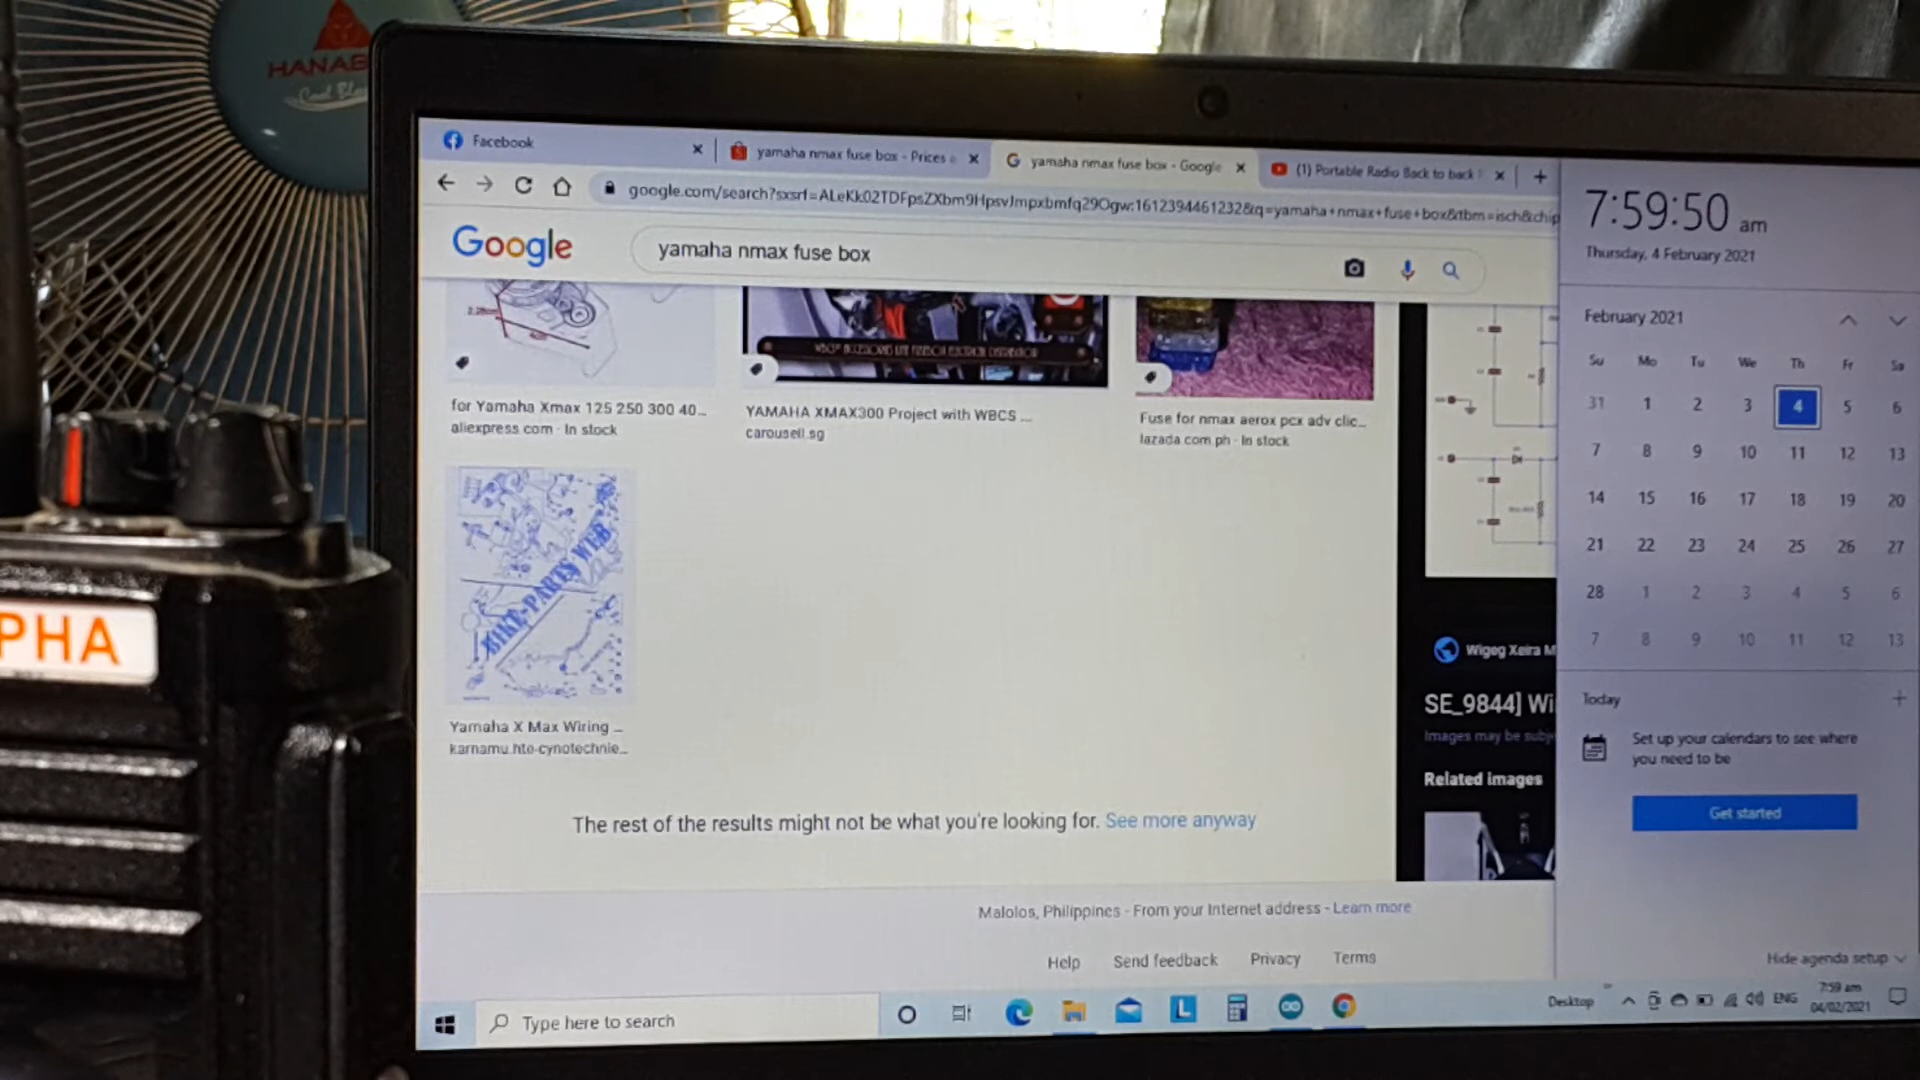 HANAB
Cool Bla
PHA
Facebook
yamaha nmax fuse box - Prices
yamaha nmax fuse box - Google
(1) Portable Radio Back to back
google.com/search?sxsrf=ALeKk02TDFpsZXbm9HpsvJmpxbmfq29Ogw:1612394461232&q=yamaha+nmax+fuse+box&tbm=isch&chip
Google
yamaha nmax fuse box
for Yamaha Xmax 125 250 300 40...
aliexpress.com · In stock
YAMAHA XMAX300 Project with WBCS ...
carousell.sg
Fuse for nmax aerox pcx adv clic...
lazada.com.ph · In stock
BIKE-PARTS WEB
Yamaha X Max Wiring ...
karnamu.hto-cynotechnie...
The rest of the results might not be what you're looking for. See more anyway
Malolos, Philippines - From your Internet address - Learn more
Help Send feedback Privacy Terms
Wigeg Xeira M
SE_9844] Wi
Images may be subj
Related images
7:59:50 am
Thursday, 4 February 2021
February 2021
Su Mo Tu We Th Fr Sa
31 1 2 3 4 5 6
7 8 9 10 11 12 13
14 15 16 17 18 19 20
21 22 23 24 25 26 27
28 1 2 3 4 5 6
7 8 9 10 11 12 13
Today
Set up your calendars to see where
you need to be
Get started
Hide agenda setup
Type here to search
Desktop
ENG
7:59 am
04/02/2021